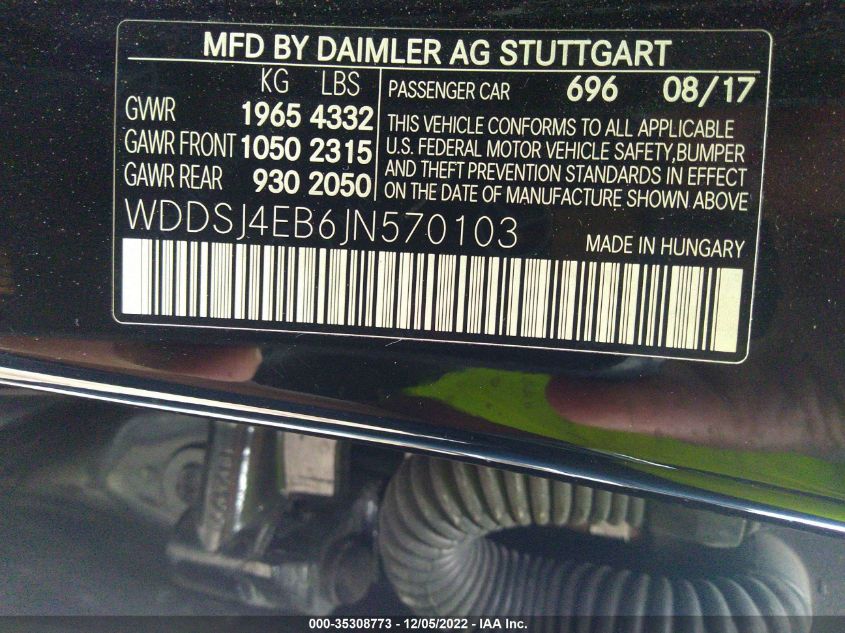 MFD BY DAIMLER AG STUTTGART
KG LBS
GVWR 1965 4332
GAWR FRONT 1050 2315
GAWR REAR 930 2050
PASSENGER CAR 696 08/17
THIS VEHICLE CONFORMS TO ALL APPLICABLE
U.S. FEDERAL MOTOR VEHICLE SAFETY,BUMPER
AND THEFT PREVENTION STANDARDS IN EFFECT
ON THE DATE OF MANUFACTURE SHOWN ABOVE
WDDSJ4EB6JN570103
MADE IN HUNGARY
000-35308773 - 12/05/2022 - IAA Inc.